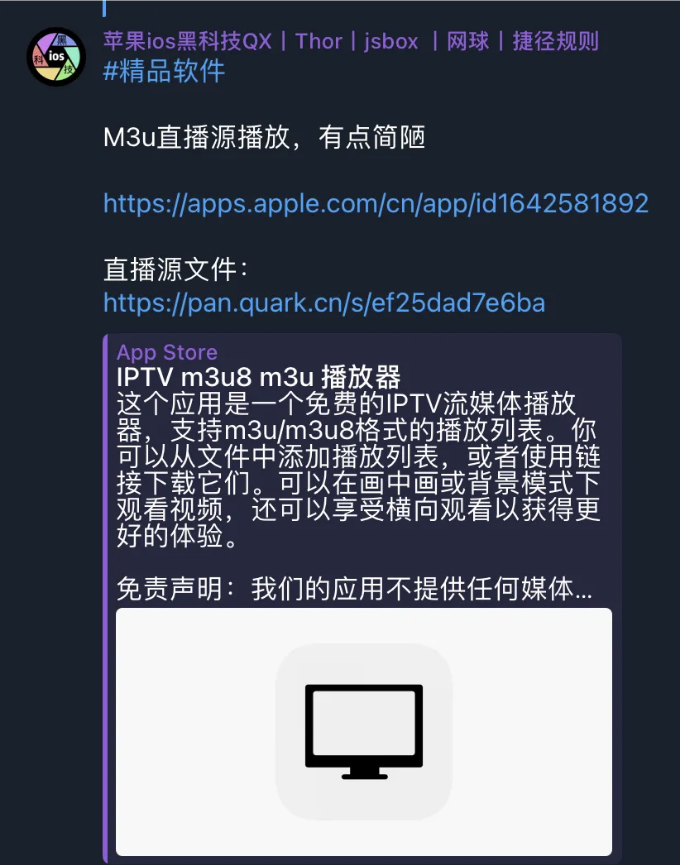 苹果ios黑科技QX丨Thor丨jsbox 丨网球丨捷径规则
#精品软件
M3u直播源播放，有点简陋
https://apps.apple.com/cn/app/id1642581892
直播源文件：
https://pan.quark.cn/s/ef25dad7e6ba
App Store
IPTV m3u8 m3u 播放器
这个应用是一个免费的IPTV流媒体播放
器，支持m3u/m3u8格式的播放列表。你
可以从文件中添加播放列表，或者使用链
接下载它们。可以在画中画或背景模式下
观看视频，还可以享受横向观看以获得更
好的体验。
免责声明：我们的应用不提供任何媒体...
黑
科 ios
技